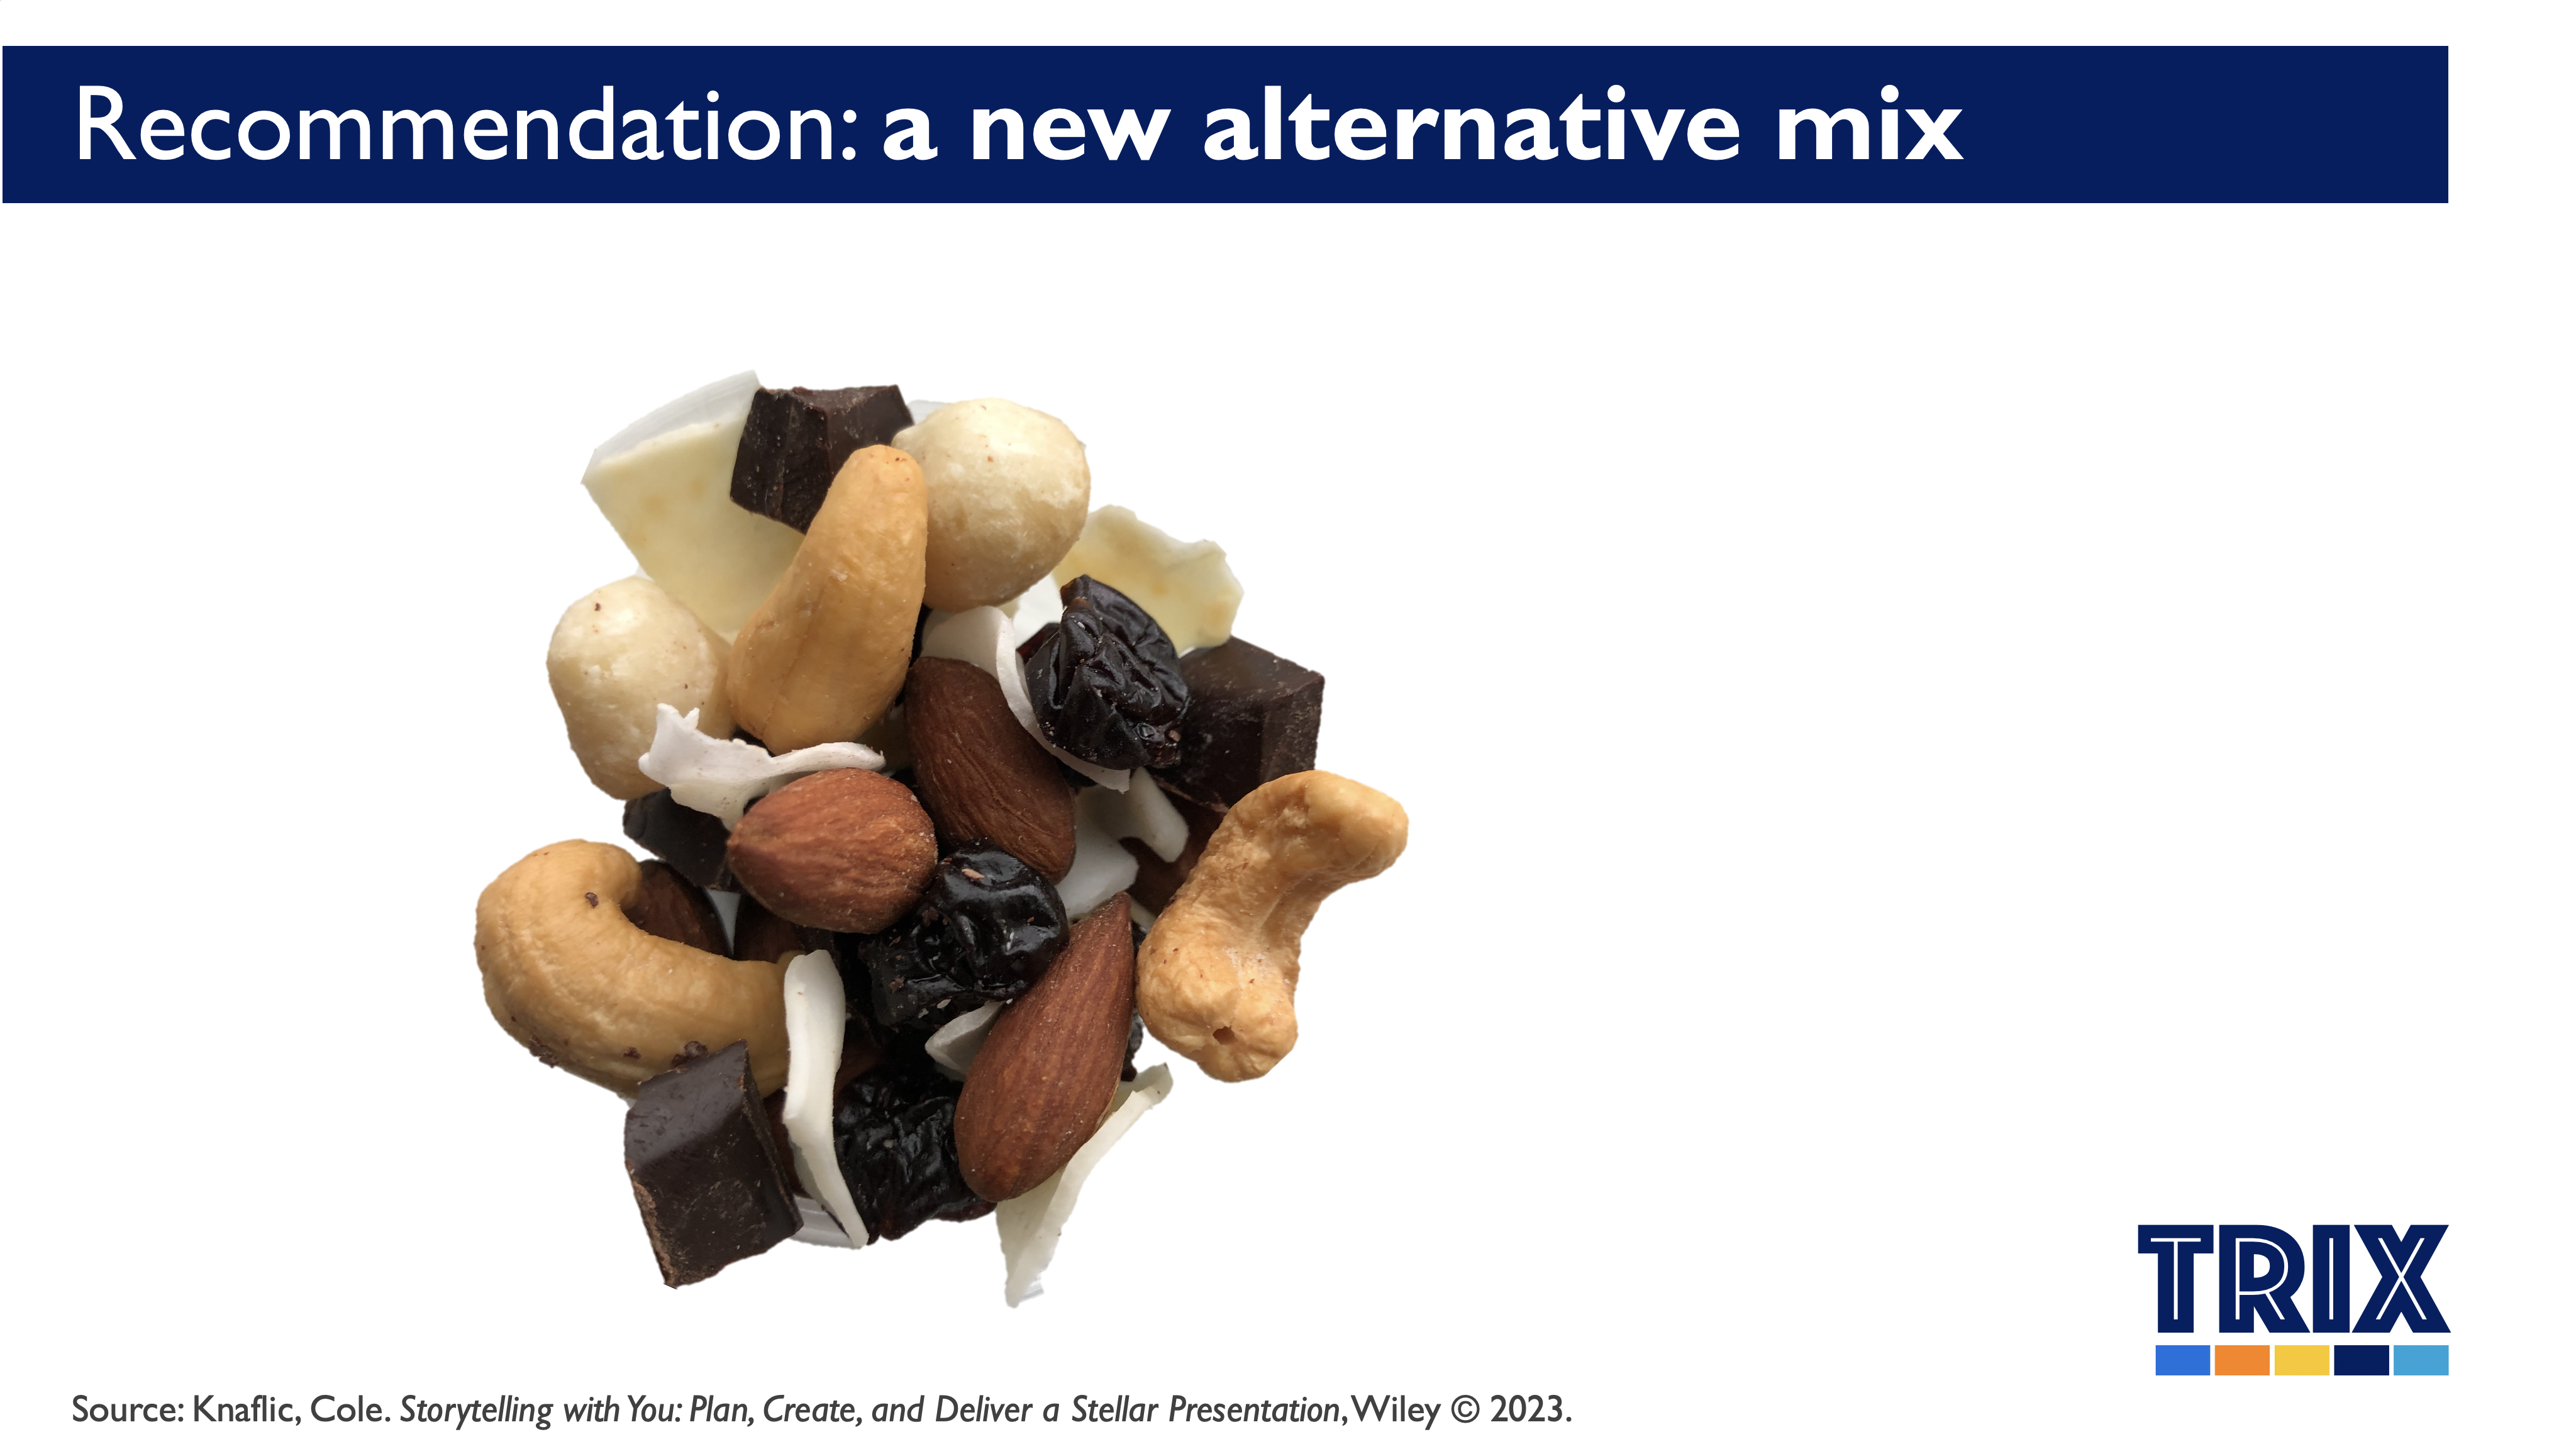 Recommendation: a new alternative mix
TRIX
Source: Knaflic, Cole. Storytelling with You: Plan, Create, and Deliver a Stellar Presentation, Wiley © 2023.